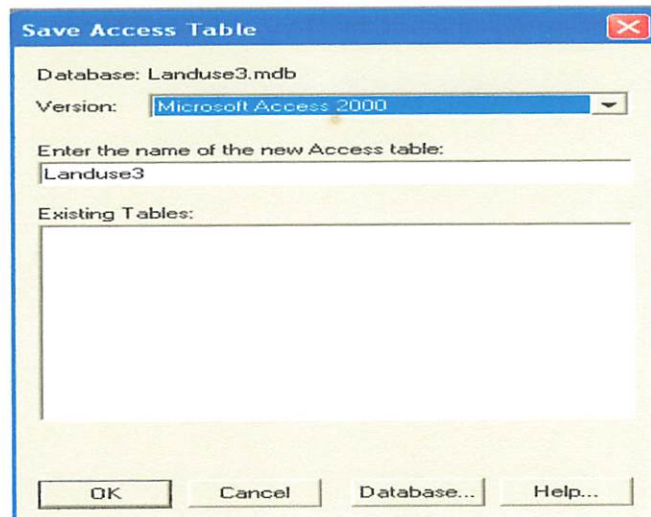 Save Access Table
Database: Landuse3.mdb
Version: Microsoft Access 2000
Enter the name of the new Access table:
Landuse3
Existing Tables:
OK Cancel Database... Help...